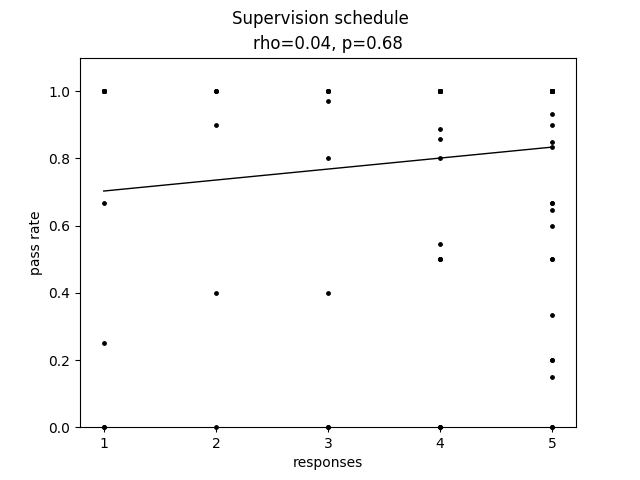 Supervision schedule
rho=0.04, p=0.68
1.0
0.8
0.6
0.4
0.2
0.0
pass rate
1 2 3 4 5
responses